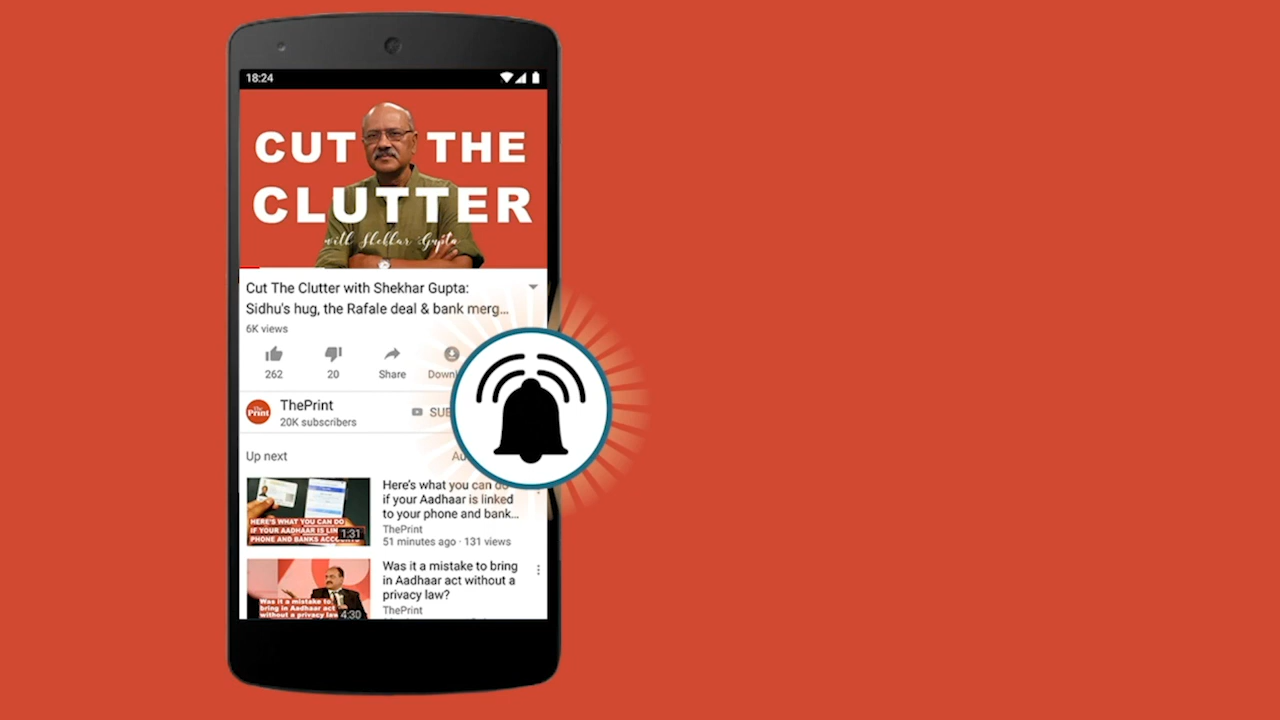 18:24
CUT THE
CLUTTER
with Shekhar Gupta
Cut The Clutter with Shekhar Gupta:
Sidhu's hug, the Rafale deal & bank merg...
6K views
262
20
Share
Downl
The
Print
ThePrint
20K subscribers
SUB
Up next
Au
Here's what you can do
if your Aadhaar is linked
to your phone and bank...
ThePrint
51 minutes ago · 131 views
HERE'S WHAT YOU CAN DO
IF YOUR AADHAAR IS LIN
PHONE AND BANKS ACCOUNTS
1:31
Was it a mistake to bring
in Aadhaar act without a
privacy law?
ThePrint
Was it a mistake to
bring in Aadhaar act
without a privacy law
4:30